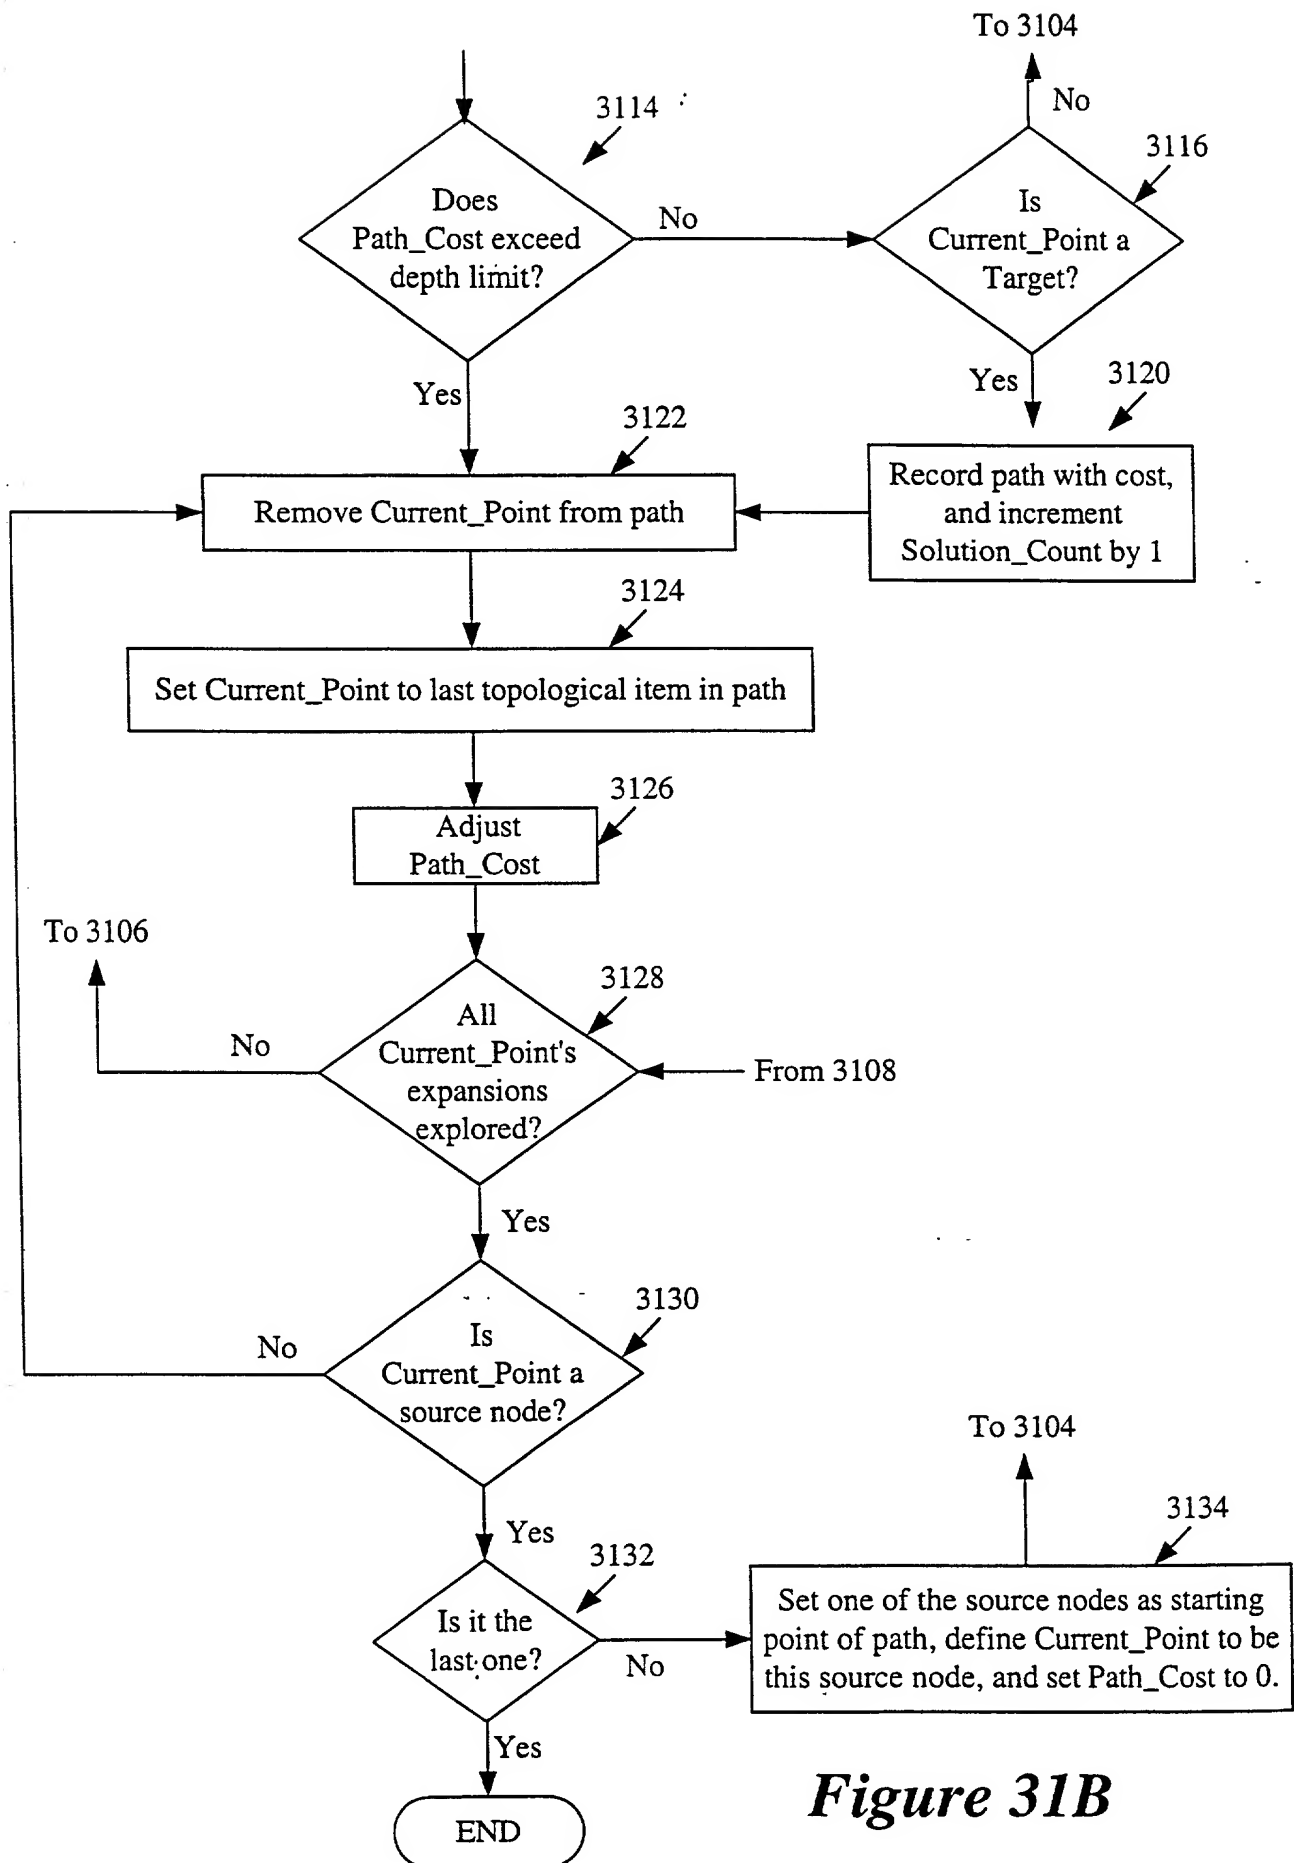 To 3104
No
3114
3116
Does
Path_Cost exceed
depth limit?
No
Is
Current_Point a
Target?
Yes
Yes
3120
3122
Remove Current_Point from path
Record path with cost,
and increment
Solution_Count by 1
3124
Set Current_Point to last topological item in path
3126
Adjust
Path_Cost
To 3106
3128
All
Current_Point's
expansions
explored?
No
From 3108
Yes
3130
Is
Current_Point a
source node?
No
To 3104
Yes
3134
3132
Is it the
last one?
No
Set one of the source nodes as starting
point of path, define Current_Point to be
this source node, and set Path_Cost to 0.
Yes
END
Figure 31B